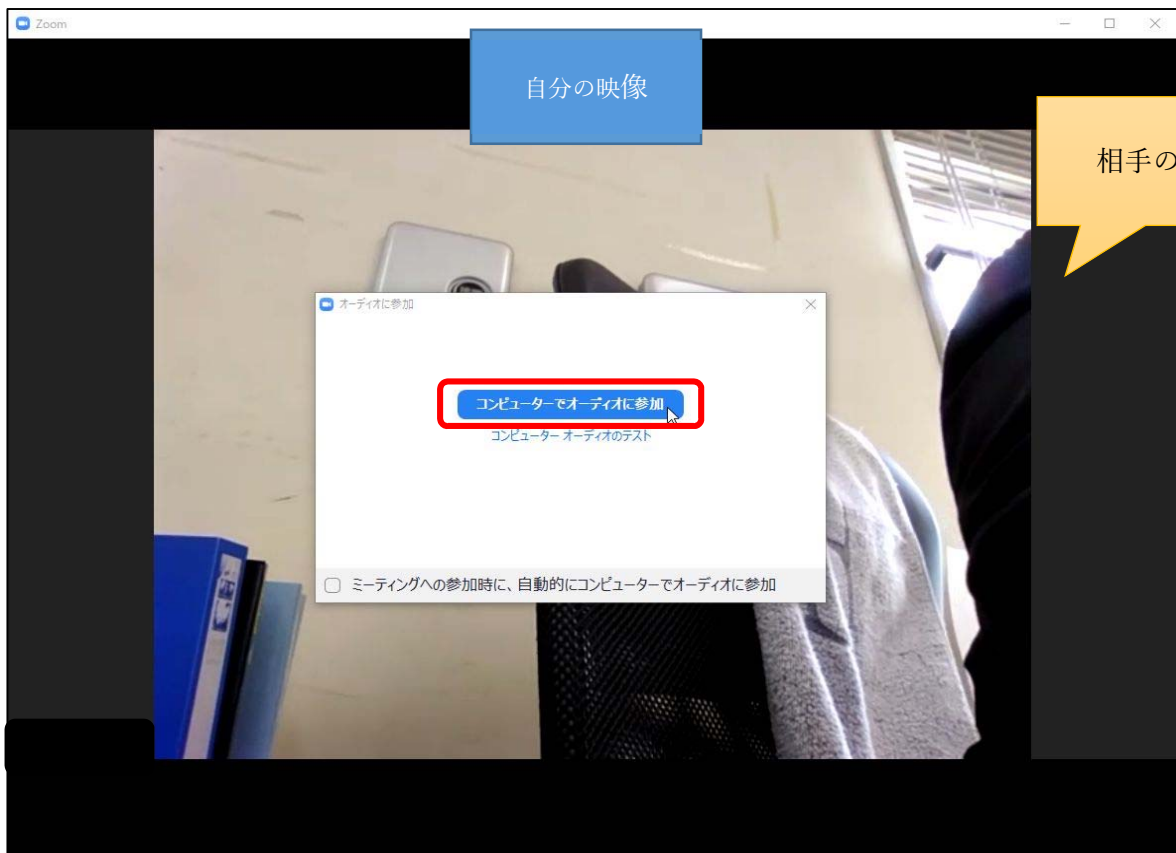 Zoom
自分の映像
相手の
オーディオに参加
コンピューターでオーディオに参加
コンピューター オーディオのテスト
ミーティングへの参加時に、自動的にコンピューターでオーディオに参加